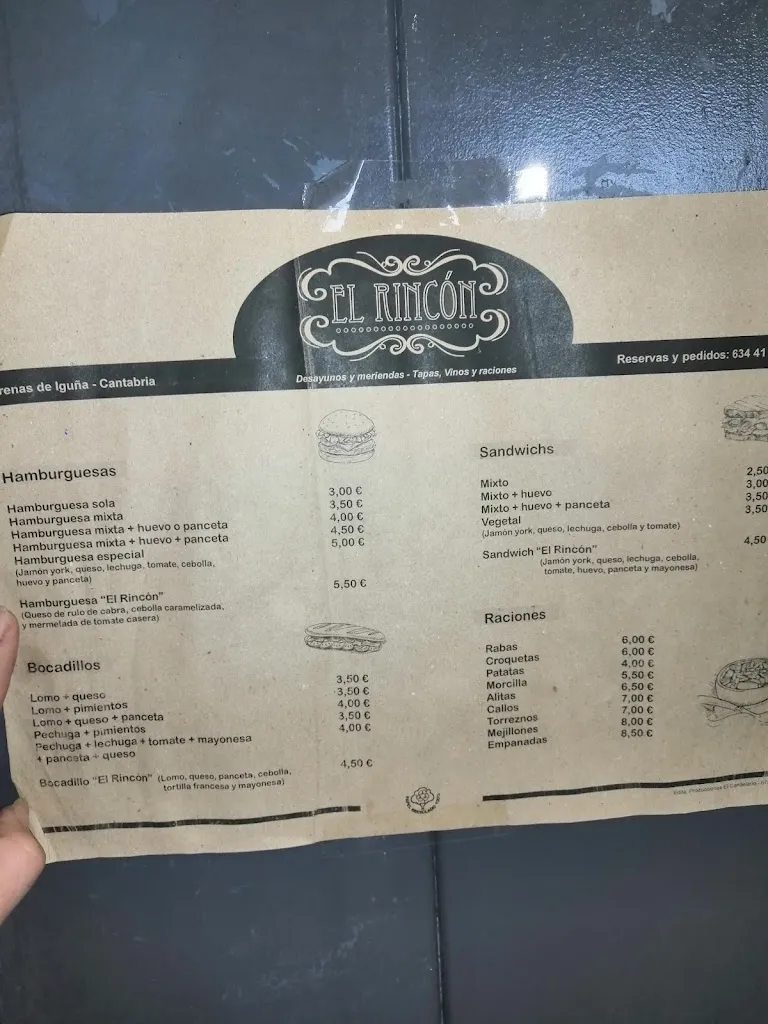 EL RINCÓN
renas de Iguña - Cantabria
Desayunos y meriendas - Tapas, Vinos y raciones
Reservas y pedidos: 634 41
Hamburguesas
Hamburguesa sola 3,00 €
Hamburguesa mixta 3,50 €
Hamburguesa mixta + huevo o panceta 4,00 €
Hamburguesa mixta + huevo + panceta 4,50 €
Hamburguesa especial 5,00 €
(Jamón york, queso, lechuga, tomate, cebolla,
huevo y panceta)
Hamburguesa "El Rincón" 5,50 €
(Queso de rulo de cabra, cebolla caramelizada,
y mermelada de tomate casera)
Bocadillos
Lomo + queso 3,50 €
Lomo + pimientos 3,50 €
Lomo + queso + panceta 4,00 €
Pechuga + pimientos 3,50 €
Pechuga + lechuga + tomate + mayonesa 4,00 €
+ panceta + queso
Bocadillo "El Rincón" (Lomo, queso, panceta, cebolla, 4,50 €
tortilla francesa y mayonesa)
Sandwichs
Mixto 2,50
Mixto + huevo 3,00
Mixto + huevo + panceta 3,50
Vegetal 3,50
(Jamón york, queso, lechuga, cebolla y tomate)
Sandwich "El Rincón" 4,50
(Jamón york, queso, lechuga, cebolla,
tomate, huevo, panceta y mayonesa)
Raciones
Rabas 6,00 €
Croquetas 6,00 €
Patatas 4,00 €
Morcilla 5,50 €
Alitas 6,50 €
Callos 7,00 €
Torreznos 7,00 €
Mejillones 8,00 €
Empanadas 8,50 €